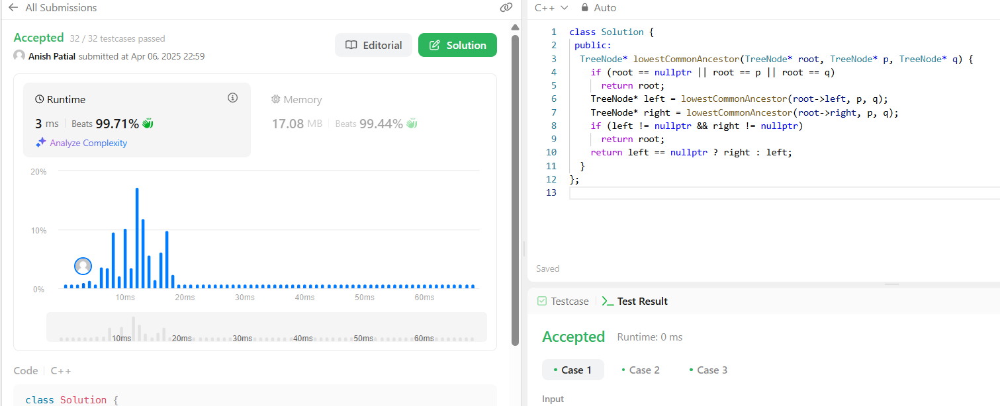 All Submissions
Accepted 32 / 32 testcases passed
Anish Patial submitted at Apr 06, 2025 22:59
Editorial
Solution
Runtime
3 ms Beats 99.71%
Analyze Complexity
Memory
17.08 MB Beats 99.44%
20%
10%
0%
10ms 20ms 30ms 40ms 50ms 60ms
10ms 20ms 30ms 40ms 50ms 60ms
Code C++
class Solution {
C++ Auto
1 class Solution {
2 public:
3 TreeNode* lowestCommonAncestor(TreeNode* root, TreeNode* p, TreeNode* q) {
4 if (root == nullptr || root == p || root == q)
5 return root;
6 TreeNode* left = lowestCommonAncestor(root->left, p, q);
7 TreeNode* right = lowestCommonAncestor(root->right, p, q);
8 if (left != nullptr && right != nullptr)
9 return root;
10 return left == nullptr ? right : left;
11 }
12 };
13
Saved
Testcase Test Result
Accepted Runtime: 0 ms
Case 1 Case 2 Case 3
Input